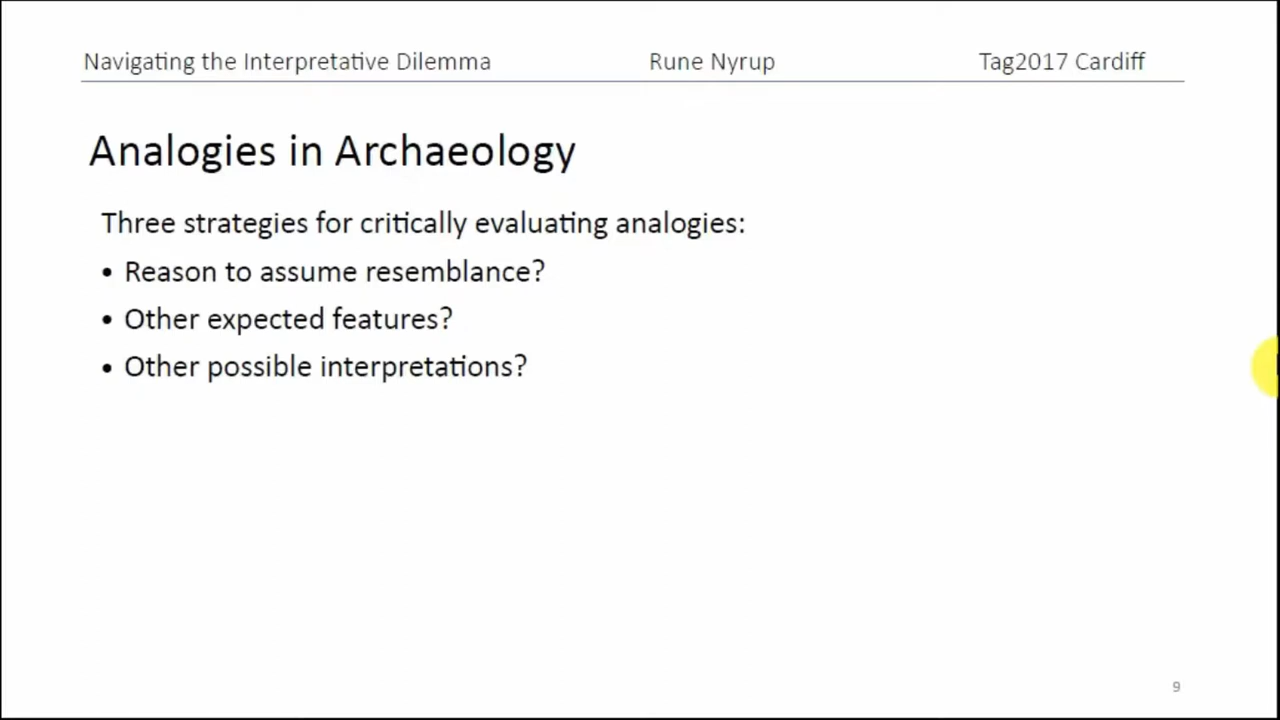 Navigating the Interpretative Dilemma Rune Nyrup Tag2017 Cardiff
Analogies in Archaeology
Three strategies for critically evaluating analogies:
• Reason to assume resemblance?
• Other expected features?
• Other possible interpretations?
9